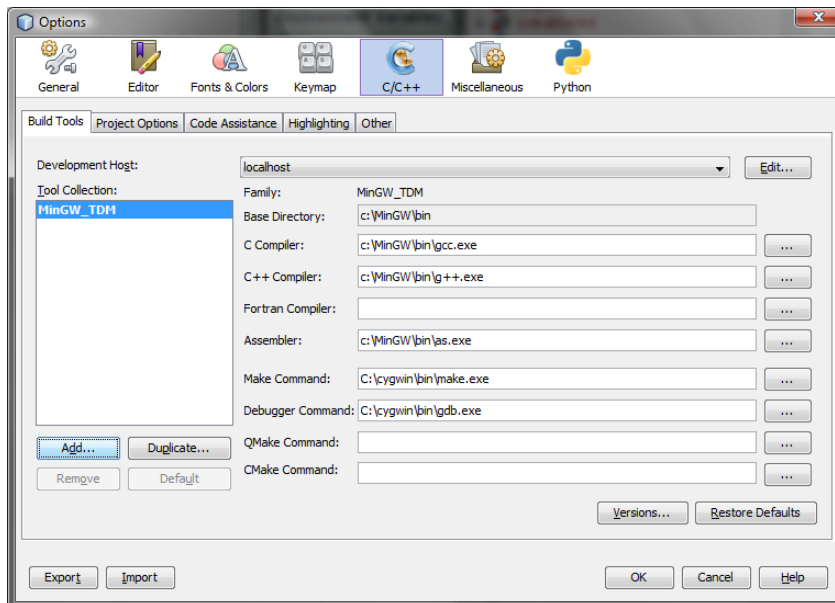 Options
General Editor Fonts & Colors Keymap C/C++ Miscellaneous Python
Build Tools Project Options Code Assistance Highlighting Other
Development Host: localhost Edit...
Tool Collection: Family: MinGW_TDM
MinGW_TDM
Base Directory: c:\MinGW\bin
C Compiler: c:\MinGW\bin\gcc.exe ...
C++ Compiler: c:\MinGW\bin\g++.exe ...
Fortran Compiler: ...
Assembler: c:\MinGW\bin\as.exe ...
Make Command: C:\cygwin\bin\make.exe ...
Debugger Command: C:\cygwin\bin\gdb.exe ...
Add... Duplicate... QMake Command: ...
Remove Default CMake Command: ...
Versions... Restore Defaults
Export Import OK Cancel Help